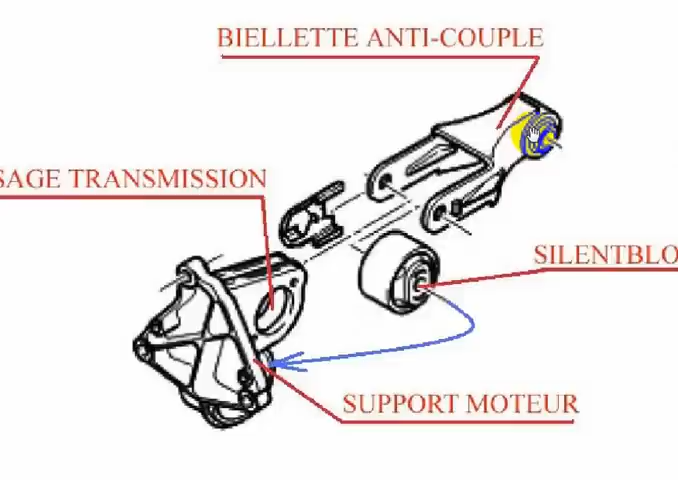 BIELLETTE ANTI-COUPLE
SAGE TRANSMISSION
SILENTBLO
SUPPORT MOTEUR